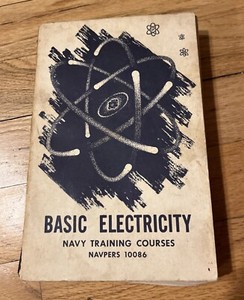 BASIC ELECTRICITY
NAVY TRAINING COURSES
NAVPERS 10086